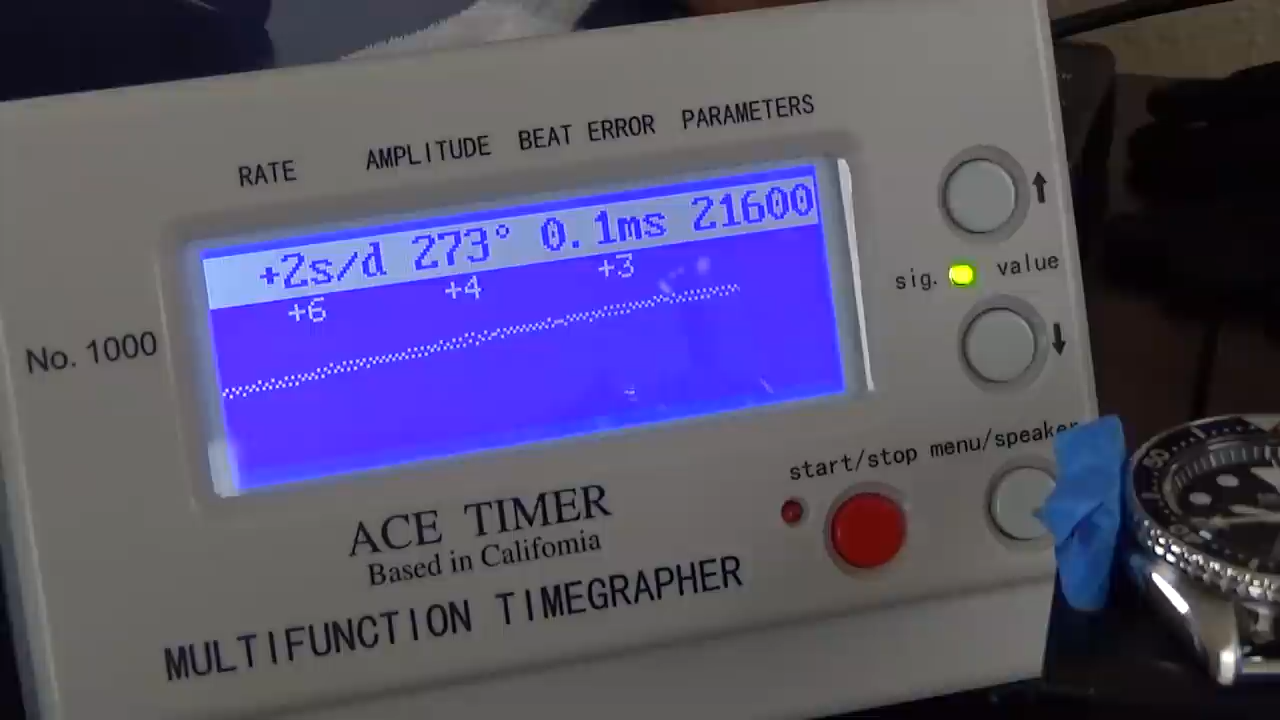 RATE AMPLITUDE BEAT ERROR PARAMETERS
+2s/d 273° 0.1ms 21600
+6 +4 +3
sig. value
No. 1000
start/stop menu/speaker
ACE TIMER
Based in Califomia
MULTIFUNCTION TIMEGRAPHER
50